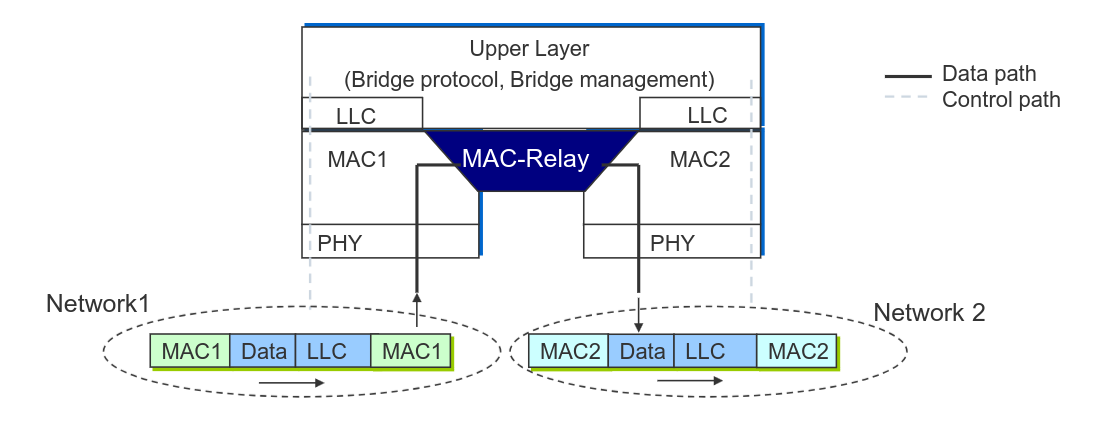 Upper Layer
(Bridge protocol, Bridge management)
Data path
Control path
LLC
LLC
MAC1
MAC-Relay
MAC2
PHY
PHY
Network1
Network 2
MAC1 Data LLC MAC1
MAC2 Data LLC MAC2